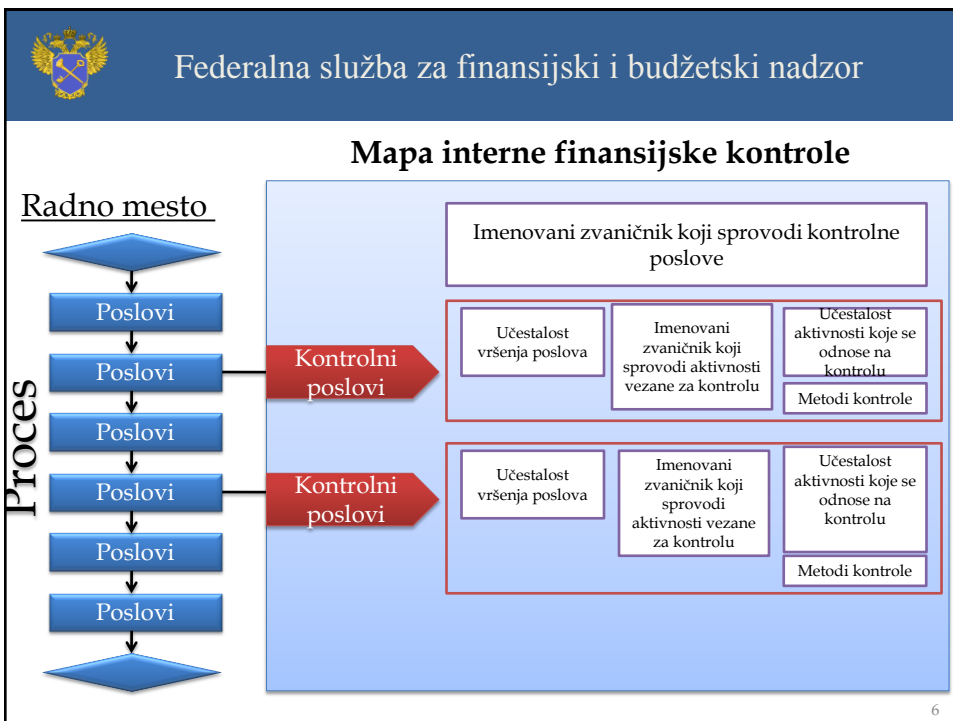 Federalna služba za finansijski i budžetski nadzor
Mapa interne finansijske kontrole
Radno mesto
Proces
Poslovi
Poslovi
Poslovi
Poslovi
Poslovi
Poslovi
Imenovani zvaničnik koji sprovodi kontrolne
poslove
Kontrolni
poslovi
Učestalost
vršenja poslova
Imenovani
zvaničnik koji
sprovodi aktivnosti
vezane za kontrolu
Učestalost
aktivnosti koje se
odnose na
kontrolu
Metodi kontrole
Kontrolni
poslovi
Učestalost
vršenja poslova
Imenovani
zvaničnik koji
sprovodi
aktivnosti vezane
za kontrolu
Učestalost
aktivnosti koje se
odnose na
kontrolu
Metodi kontrole
6